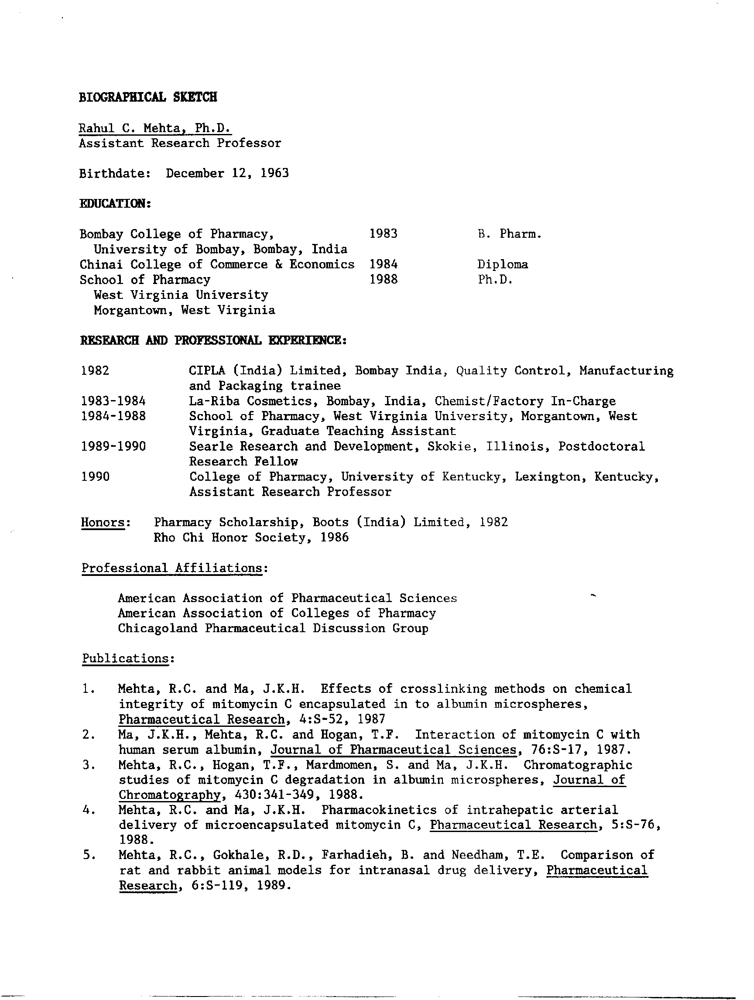 BIOGRAPHICAL SKETCH
Rahul C. Mehta, Ph.D.
Assistant Research Professor
Birthdate: December 12, 1963
EDUCATION:
Bombay College of Pharmacy, 1983 B. Pharm.
University of Bombay, Bombay, India
Chinai College of Commerce & Economics 1984 Diploma
School of Pharmacy 1988 Ph.D.
West Virginia University
Morgantown, West Virginia
RESEARCH AND PROFESSIONAL EXPERIENCE:
1982 CIPLA (India) Limited, Bombay India, Quality Control, Manufacturing
and Packaging trainee
1983-1984 La-Riba Cosmetics, Bombay, India, Chemist/Factory In-Charge
1984-1988 School of Pharmacy, West Virginia University, Morgantown, West
Virginia, Graduate Teaching Assistant
1989-1990 Searle Research and Development, Skokie, Illinois, Postdoctoral
Research Fellow
1990 College of Pharmacy, University of Kentucky, Lexington, Kentucky,
Assistant Research Professor
Honors: Pharmacy Scholarship, Boots (India) Limited, 1982
Rho Chi Honor Society, 1986
Professional Affiliations:
American Association of Pharmaceutical Sciences
American Association of Colleges of Pharmacy
Chicagoland Pharmaceutical Discussion Group
Publications:
1. Mehta, R.C. and Ma, J.K.H. Effects of crosslinking methods on chemical
integrity of mitomycin C encapsulated in to albumin microspheres,
Pharmaceutical Research, 4:S-52, 1987
2. Ma, J.K.H., Mehta, R.C. and Hogan, T.F. Interaction of mitomycin C with
human serum albumin, Journal of Pharmaceutical Sciences, 76:S-17, 1987.
3. Mehta, R.C., Hogan, T.F., Mardmomen, S. and Ma, J.K.H. Chromatographic
studies of mitomycin C degradation in albumin microspheres, Journal of
Chromatography, 430:341-349, 1988.
4. Mehta, R.C. and Ma, J.K.H. Pharmacokinetics of intrahepatic arterial
delivery of microencapsulated mitomycin C, Pharmaceutical Research, 5:S-76,
1988.
5. Mehta, R.C., Gokhale, R.D., Farhadieh, B. and Needham, T.E. Comparison of
rat and rabbit animal models for intranasal drug delivery, Pharmaceutical
Research, 6:S-119, 1989.